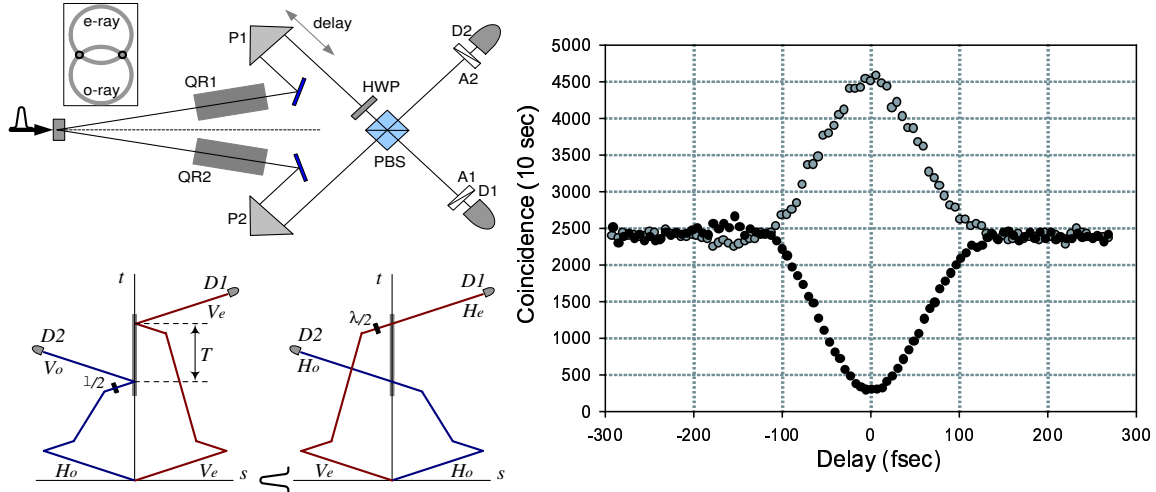 e-ray
o-ray
P1
delay
D2
A2
QR1
HWP
QR2
PBS
P2
A1
D1
t
D1
Ve
D2
Vo
T
1/2
Ho
Ve
s
D1
He
λ/2
D2
Ho
Ve
Ho
s
Coincidence (10 sec)
5000
4500
4000
3500
3000
2500
2000
1500
1000
500
0
-300 -200 -100 0 100 200 300
Delay (fsec)